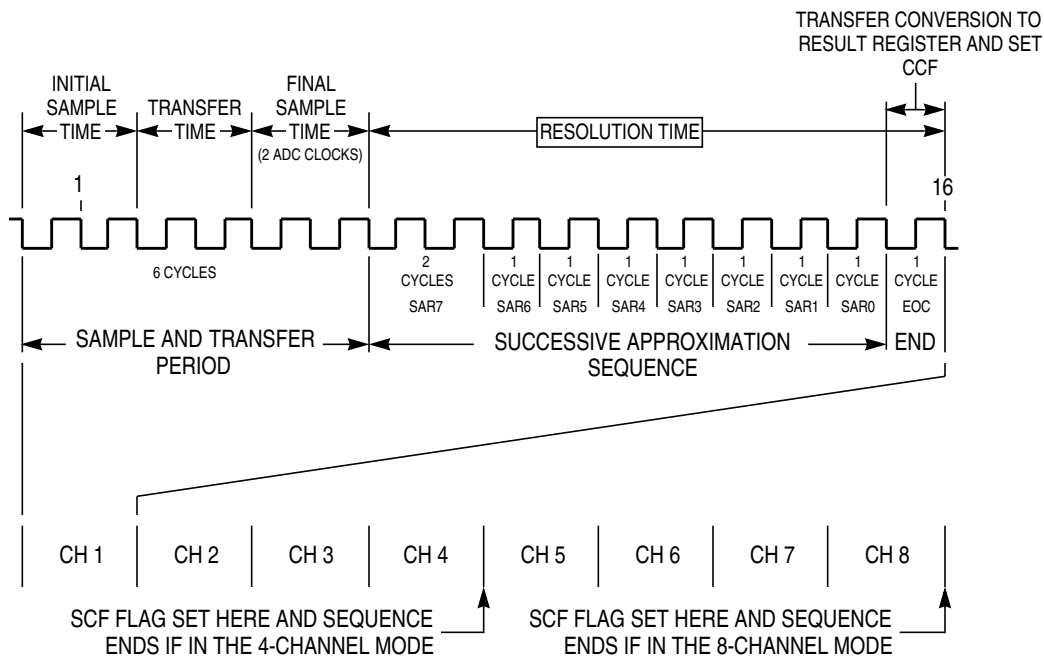 TRANSFER CONVERSION TO
RESULT REGISTER AND SET
CCF
INITIAL
SAMPLE
TIME
TRANSFER
TIME
FINAL
SAMPLE
TIME
(2 ADC CLOCKS)
RESOLUTION TIME
1
16
6 CYCLES
2
CYCLES
SAR7
1
CYCLE
SAR6
1
CYCLE
SAR5
1
CYCLE
SAR4
1
CYCLE
SAR3
1
CYCLE
SAR2
1
CYCLE
SAR1
1
CYCLE
SAR0
1
CYCLE
EOC
SAMPLE AND TRANSFER
PERIOD
SUCCESSIVE APPROXIMATION
SEQUENCE
END
CH 1
CH 2
CH 3
CH 4
CH 5
CH 6
CH 7
CH 8
SCF FLAG SET HERE AND SEQUENCE
ENDS IF IN THE 4-CHANNEL MODE
SCF FLAG SET HERE AND SEQUENCE
ENDS IF IN THE 8-CHANNEL MODE